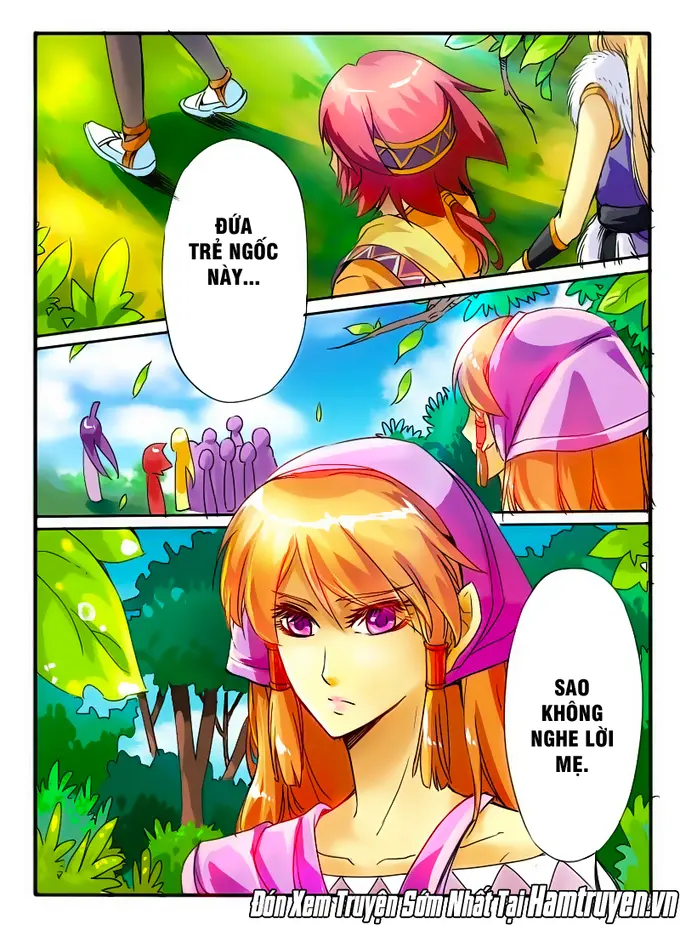 ĐỨA
TRẺ NGỐC
NÀY...
SAO
KHÔNG
NGHE LỜI
MẸ.
Đón Xem Truyện Sớm Nhất Tại Hamtruyen.vn